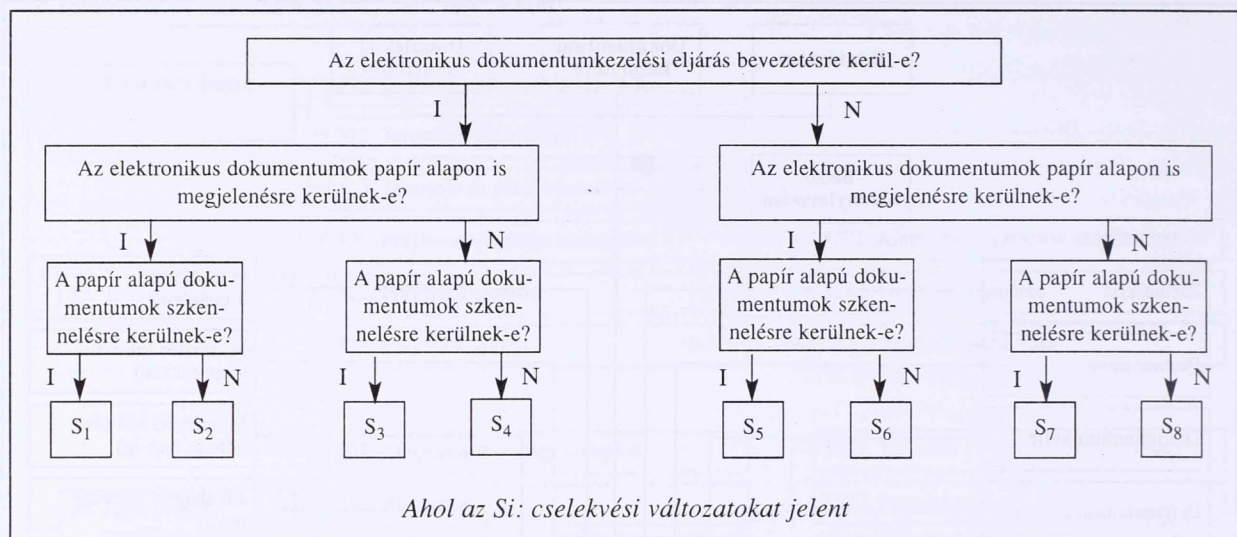 Az elektronikus dokumentumkezelési eljárás bevezetésre kerül-e?
I
N
Az elektronikus dokumentumok papír alapon is
megjelenésre kerülnek-e?
Az elektronikus dokumentumok papír alapon is
megjelenésre kerülnek-e?
I
N
I
N
A papír alapú doku-
mentumok szken-
nelésre kerülnek-e?
A papír alapú doku-
mentumok szken-
nelésre kerülnek-e?
A papír alapú doku-
mentumok szken-
nelésre kerülnek-e?
A papír alapú doku-
mentumok szken-
nelésre kerülnek-e?
I
N
I
N
I
N
I
N
S1
S2
S3
S4
S5
S6
S7
S8
Ahol az Si: cselekvési változatokat jelent